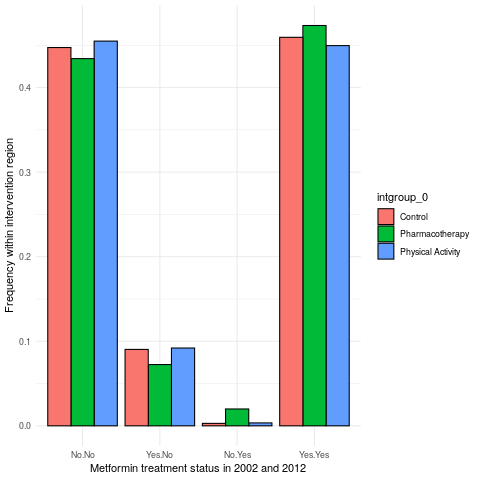 Frequency within intervention region
0.4
0.3
0.2
0.1
0.0
No.No
Yes.No
No.Yes
Yes.Yes
Metformin treatment status in 2002 and 2012
intgroup_0
Control
Pharmacotherapy
Physical Activity